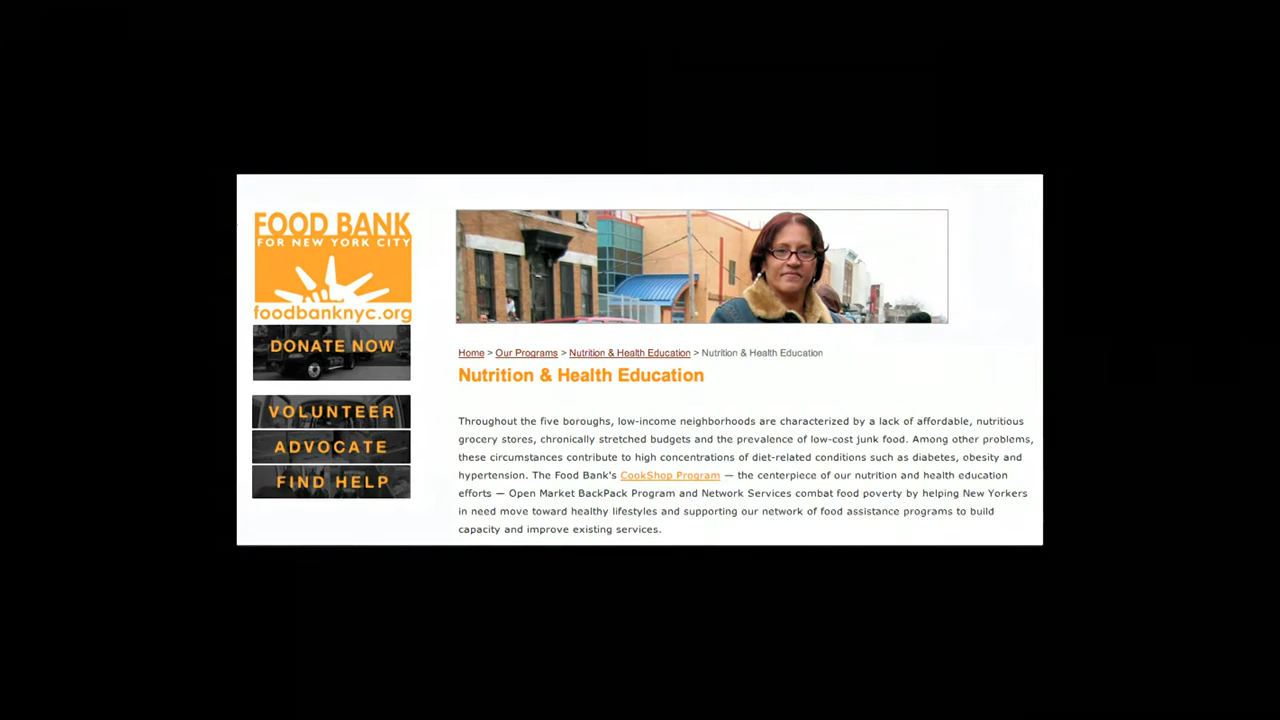 FOOD BANK
FOR NEW YORK CITY
foodbanknyc.org
DONATE NOW
VOLUNTEER
ADVOCATE
FIND HELP
Home > Our Programs > Nutrition & Health Education > Nutrition & Health Education
Nutrition & Health Education
Throughout the five boroughs, low-income neighborhoods are characterized by a lack of affordable, nutritious
grocery stores, chronically stretched budgets and the prevalence of low-cost junk food. Among other problems,
these circumstances contribute to high concentrations of diet-related conditions such as diabetes, obesity and
hypertension. The Food Bank's CookShop Program — the centerpiece of our nutrition and health education
efforts — Open Market BackPack Program and Network Services combat food poverty by helping New Yorkers
in need move toward healthy lifestyles and supporting our network of food assistance programs to build
capacity and improve existing services.